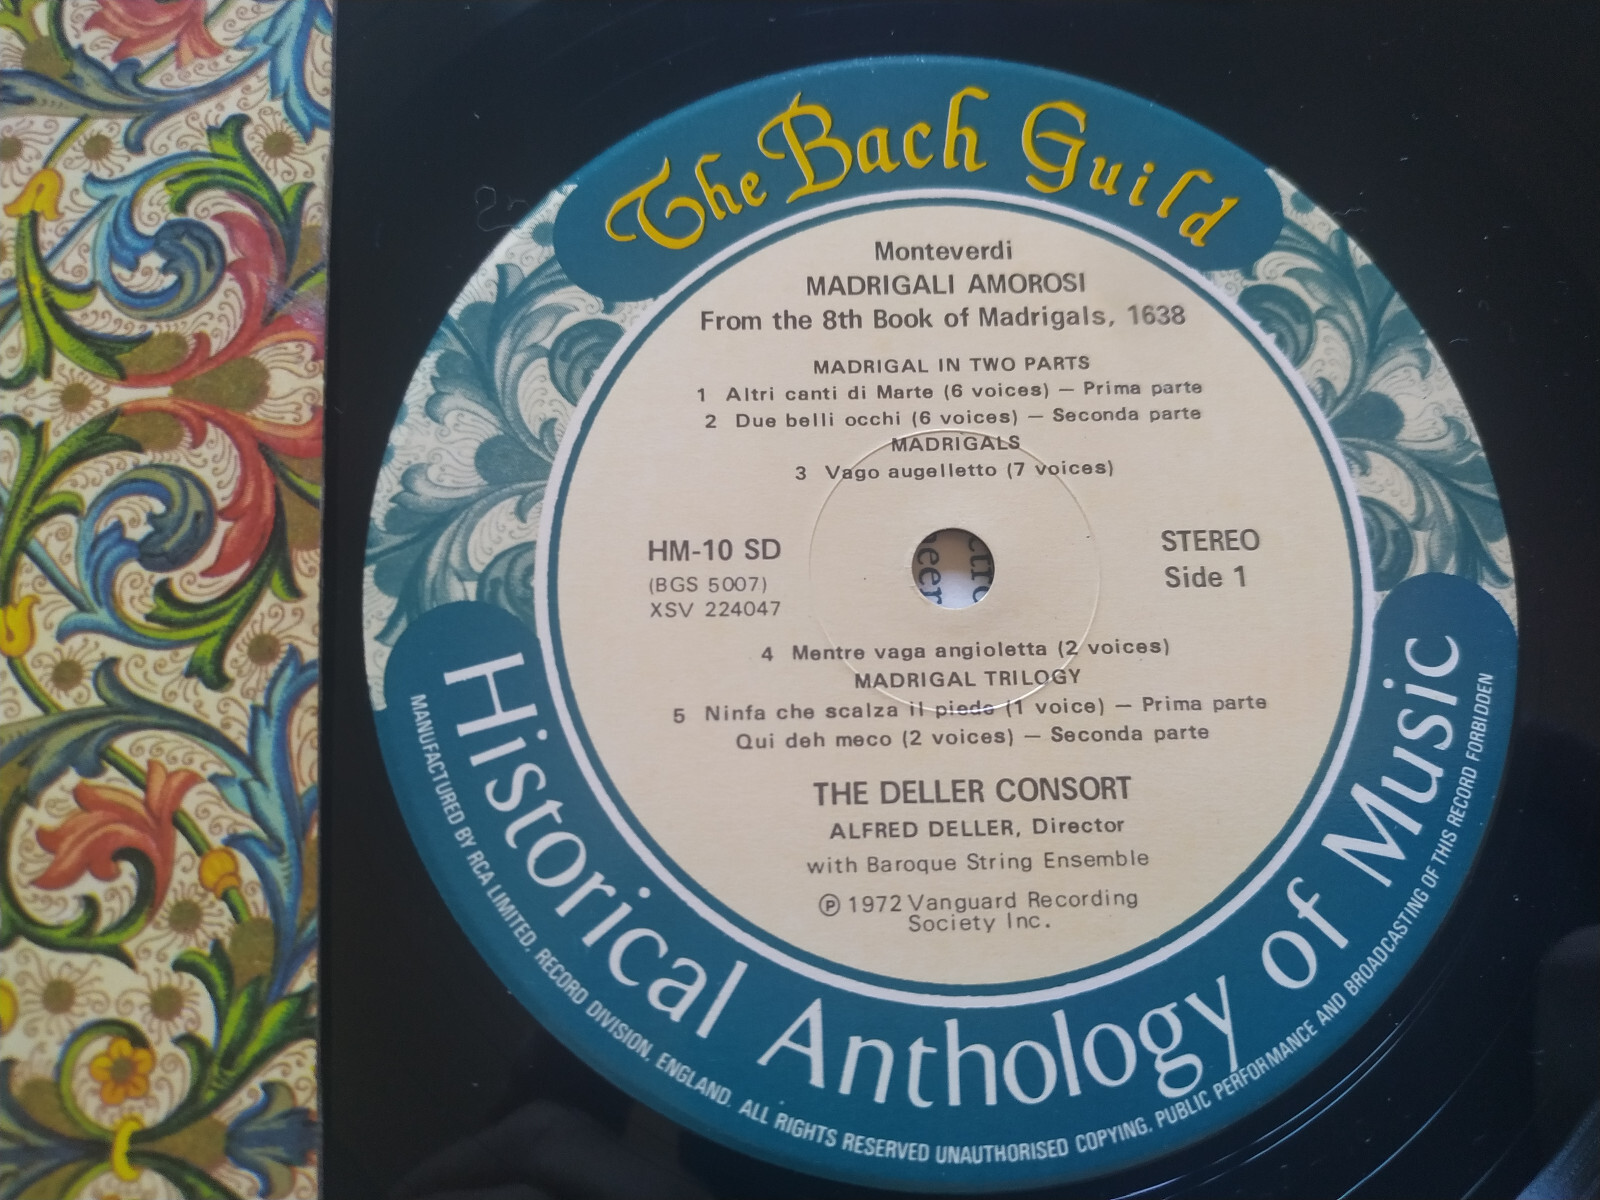 The Bach Guild
Monteverdi
MADRIGALI AMOROSI
From the 8th Book of Madrigals, 1638
MADRIGAL IN TWO PARTS
1 Altri canti di Marte (6 voices) — Prima parte
2 Due belli occhi (6 voices) — Seconda parte
MADRIGALS
3 Vago augelletto (7 voices)
HM-10 SD
(BGS 5007)
XSV 224047
STEREO
Side 1
4 Mentre vaga angioletta (2 voices)
MADRIGAL TRILOGY
5 Ninfa che scalza il piede (1 voice) — Prima parte
Qui deh meco (2 voices) — Seconda parte
THE DELLER CONSORT
ALFRED DELLER, Director
with Baroque String Ensemble
Ⓟ 1972 Vanguard Recording
Society Inc.
Historical Anthology of Music
MANUFACTURED BY RCA LIMITED. RECORD DIVISION. ENGLAND. ALL RIGHTS RESERVED UNAUTHORISED COPYING, PUBLIC PERFORMANCE AND BROADCASTING OF THIS RECORD FORBIDDEN